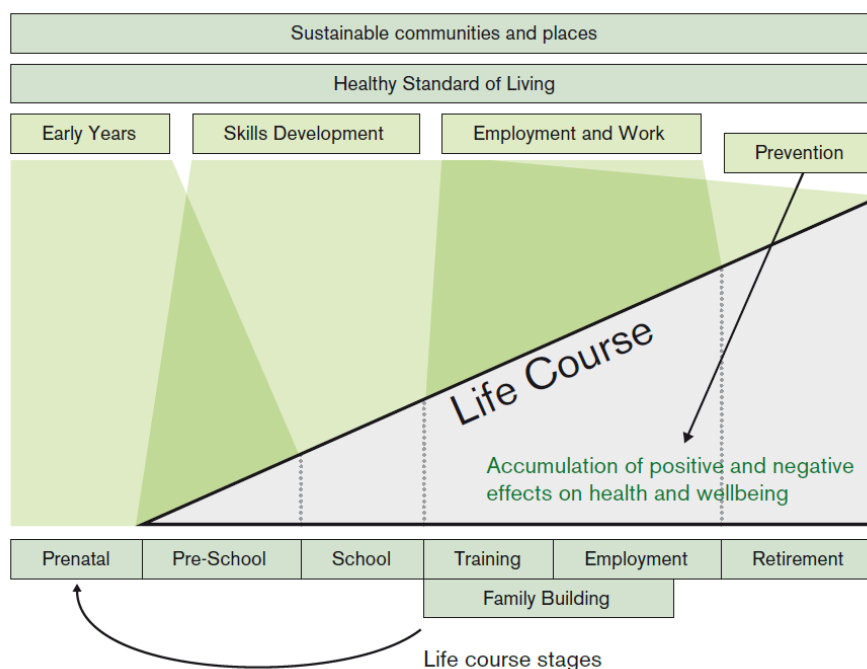 Sustainable communities and places
Healthy Standard of Living
Early Years
Skills Development
Employment and Work
Prevention
Life Course
Accumulation of positive and negative
effects on health and wellbeing
Prenatal
Pre-School
School
Training
Employment
Retirement
Family Building
Life course stages